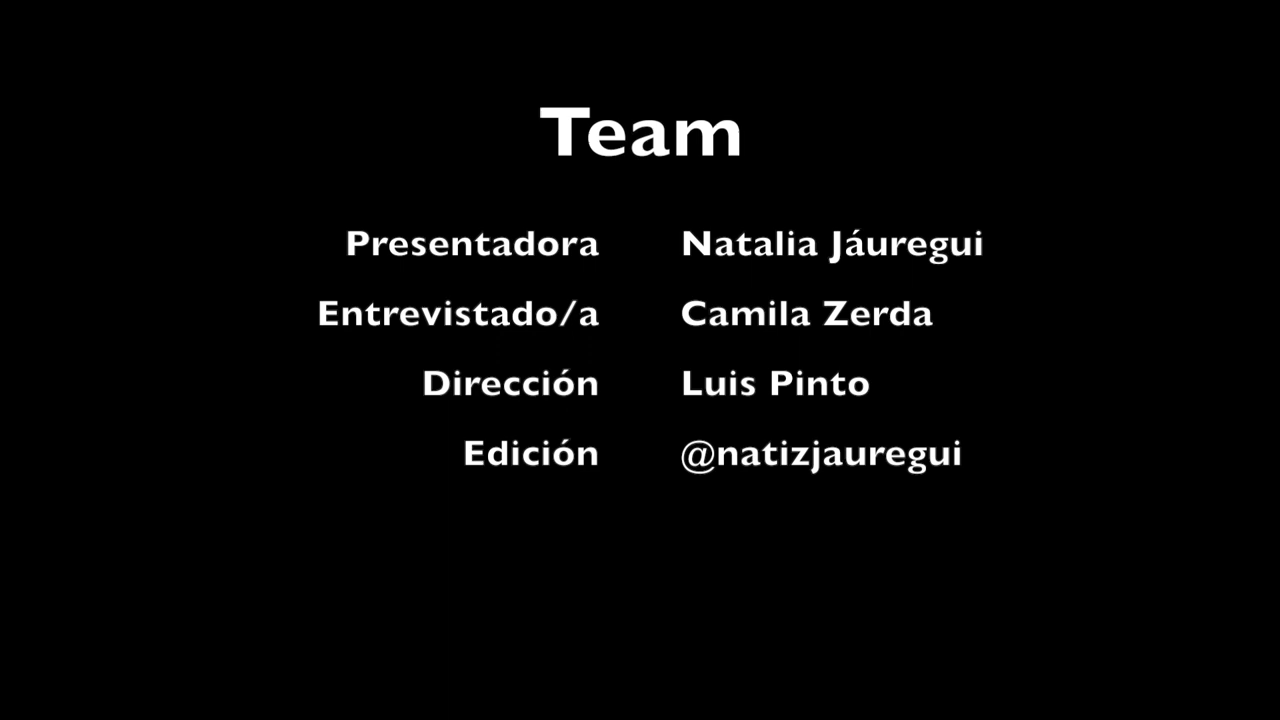 Team
Presentadora Natalia Jáuregui
Entrevistado/a Camila Zerda
Dirección Luis Pinto
Edición @natizjauregui